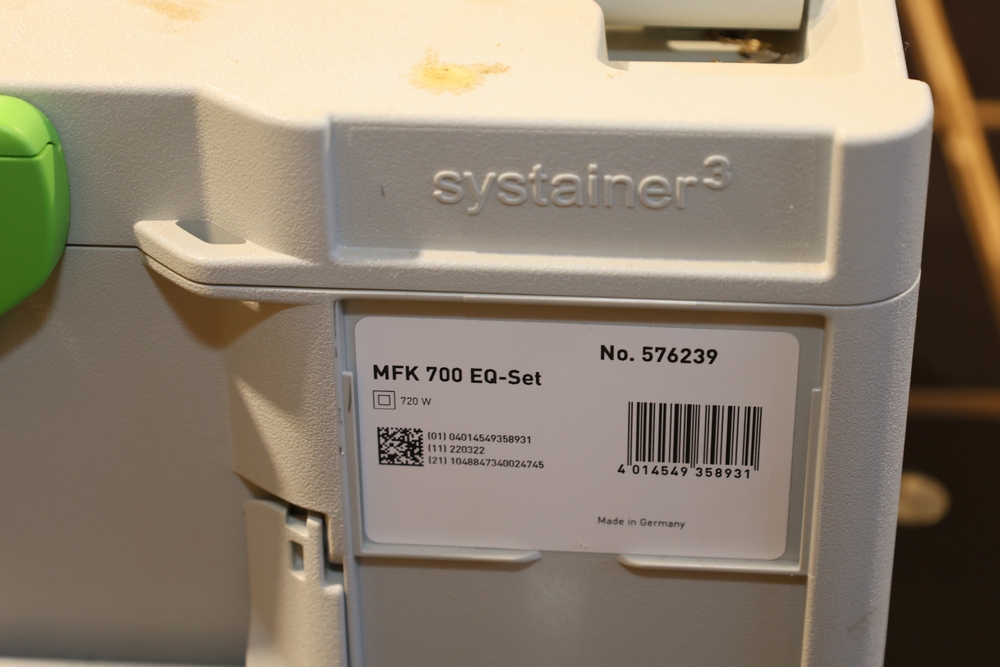 systainer³
No. 576239
MFK 700 EQ-Set
720 W
(01) 04014549358931
(11) 220322
(21) 1048847340024745
4 014549 358931
Made in Germany